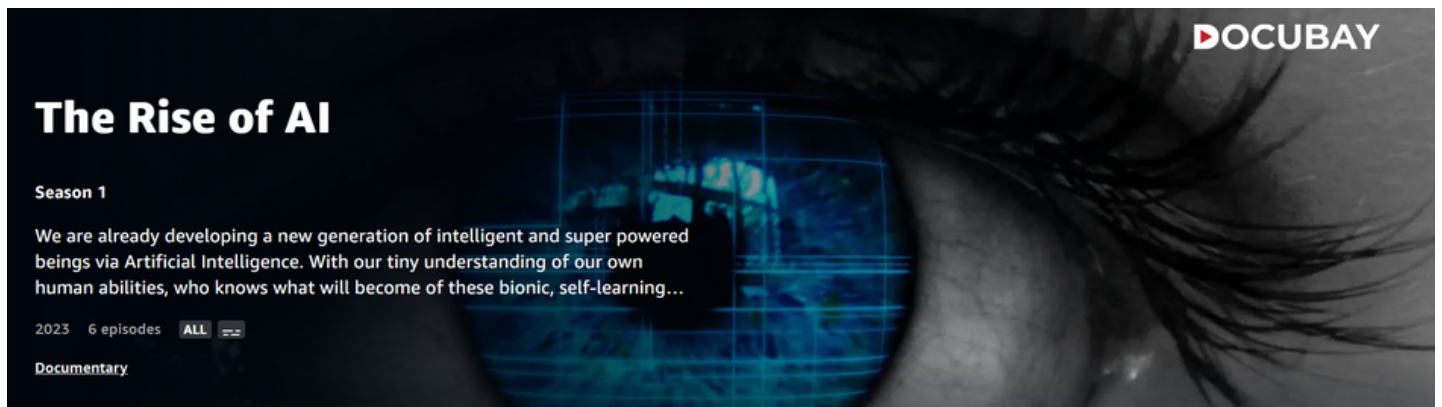 DOCUBAY
The Rise of AI
Season 1
We are already developing a new generation of intelligent and super powered
beings via Artificial Intelligence. With our tiny understanding of our own
human abilities, who knows what will become of these bionic, self-learning...
2023 6 episodes ALL
Documentary